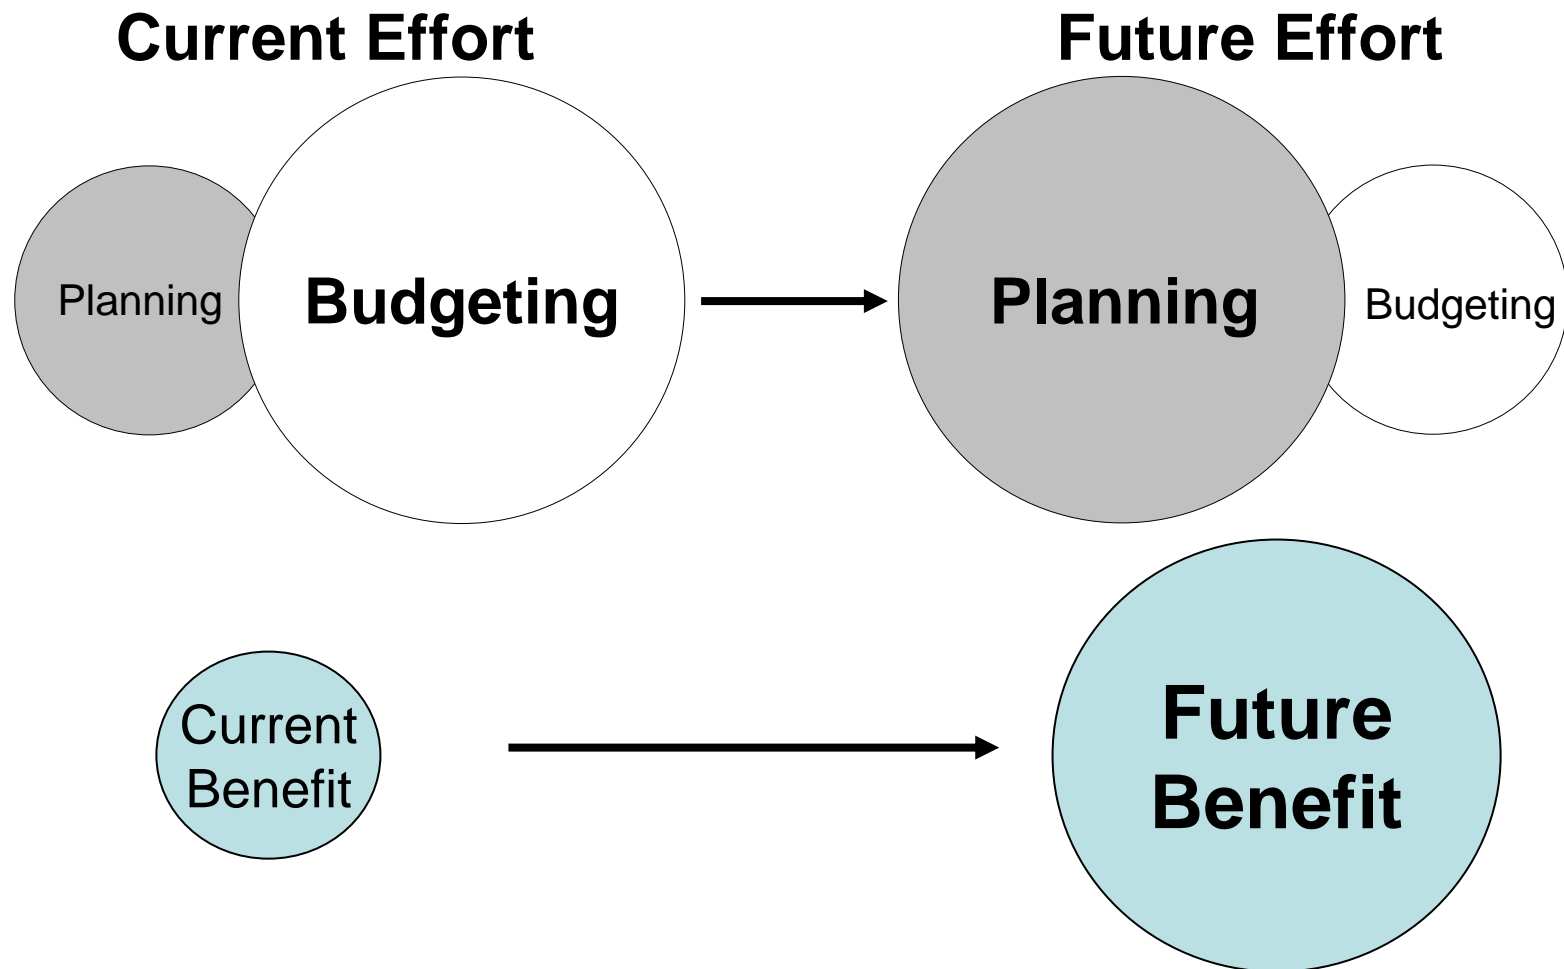 Current Effort
Future Effort
Planning
Budgeting
Planning
Budgeting
Current
Benefit
Future
Benefit